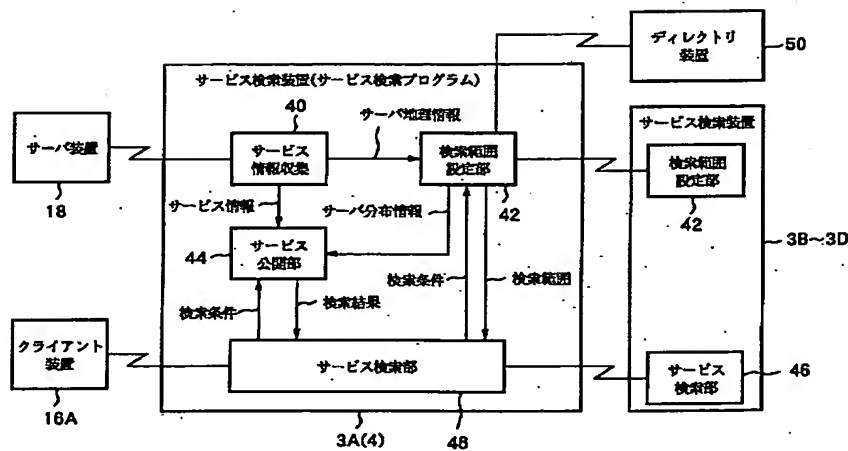 ディレクトリ
装置
50
サービス検索装置(サービス検索プログラム)
40
サーバ地理情報
サービス検索装置
サーバ装置
18
サービス
情報収集
検索範囲
設定部
42
検索範囲
設定部
42
サービス情報
サーバ分布情報
44
サービス
公開部
3B～3D
検索条件
検索結果
検索条件
検索範囲
クライアント
装置
16A
サービス検索部
サービス
検索部
46
3A(4)
48